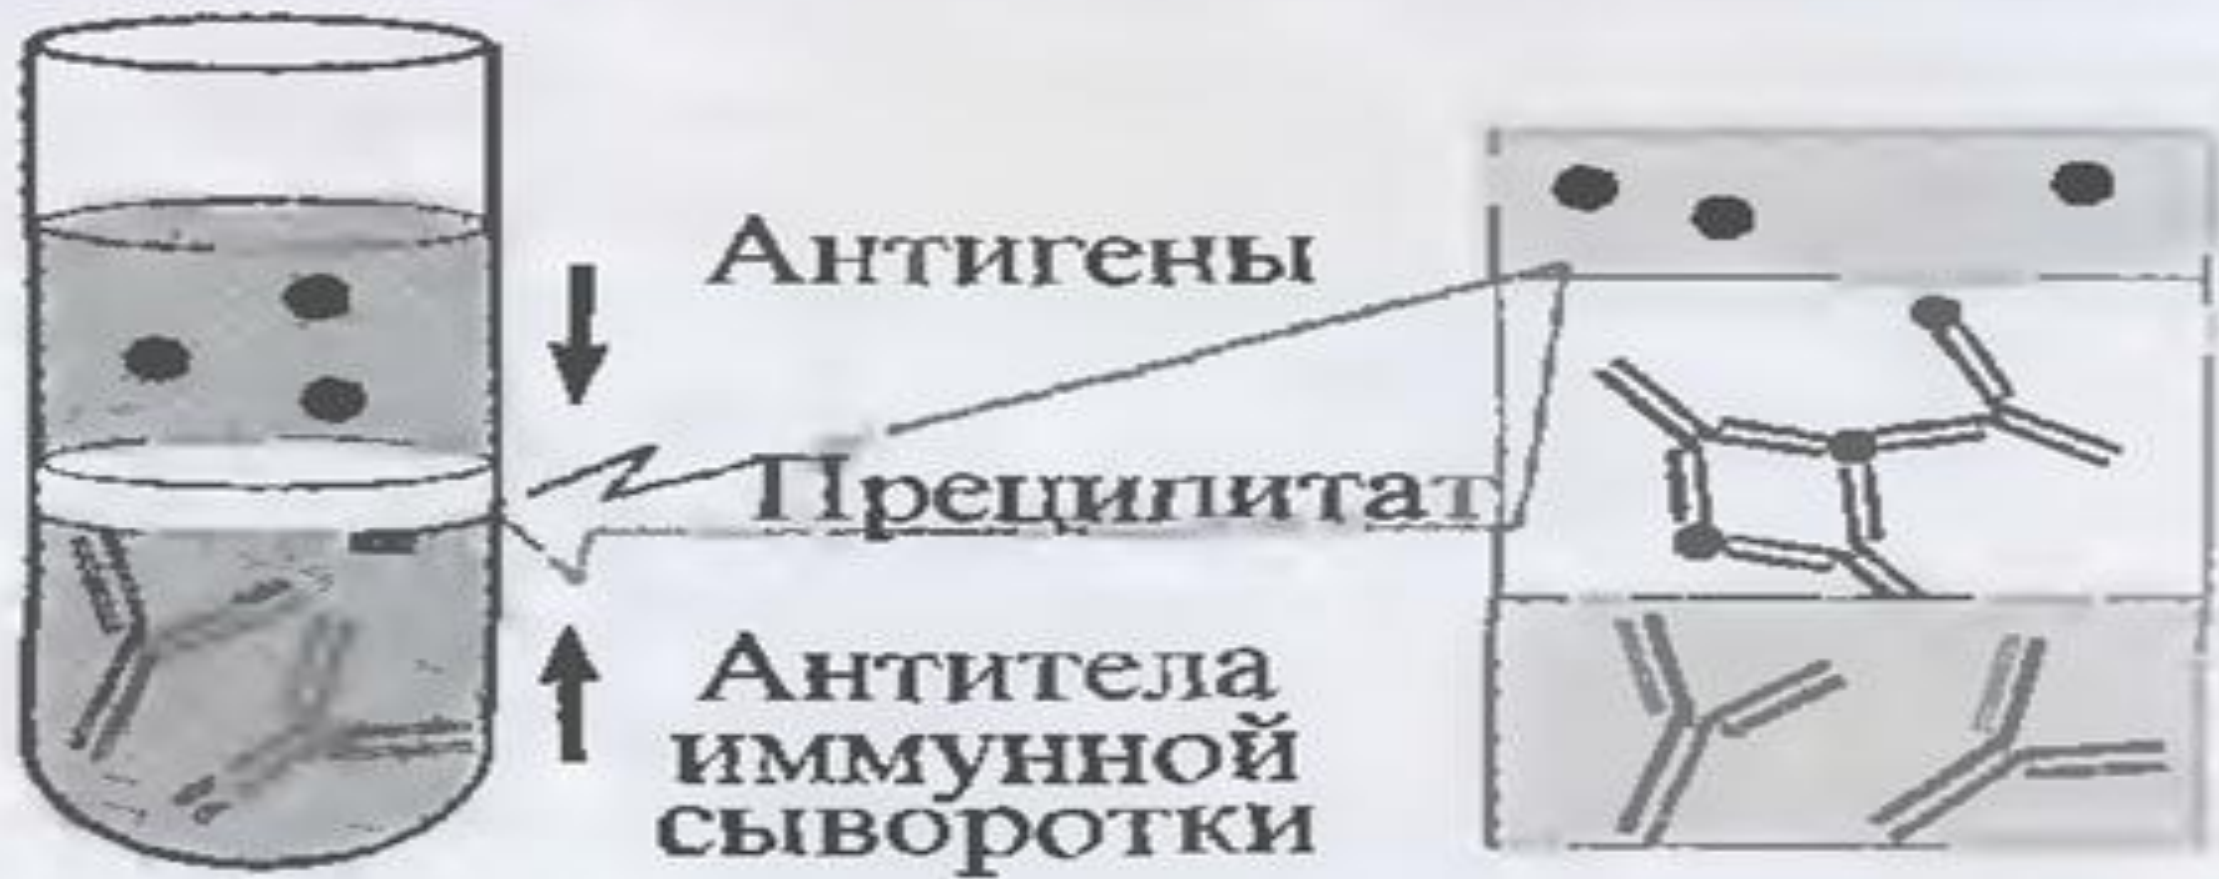 Антигены
Преципитат
Антитела
иммунной
сыворотки